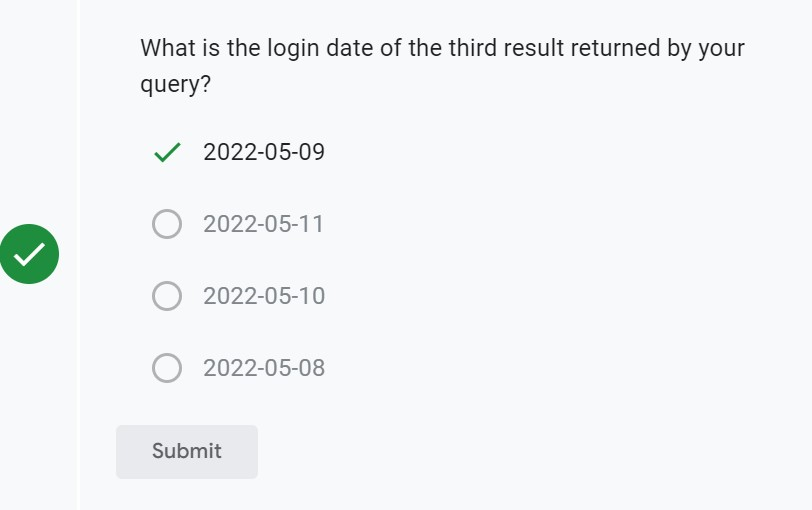 What is the login date of the third result returned by your
query?
2022-05-09
2022-05-11
2022-05-10
2022-05-08
Submit